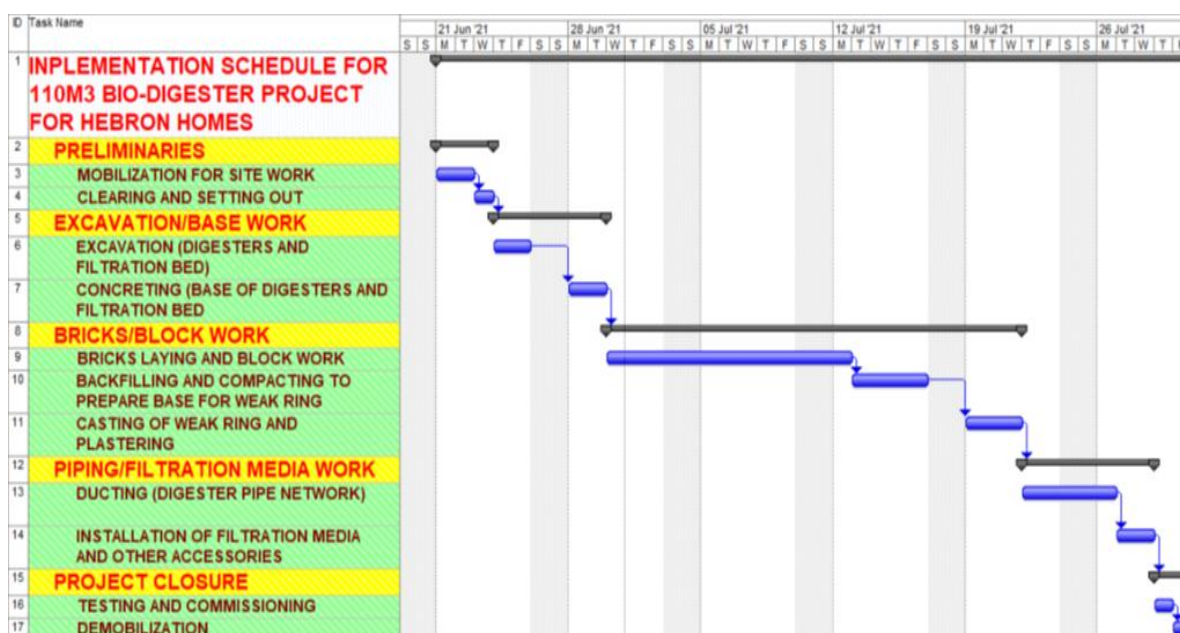 ID Task Name
21 Jun '21 28 Jun '21 05 Jul '21 12 Jul '21 19 Jul '21 26 Jul '21
S S M T W T F S S M T W T F S S M T W T F S S M T W T F S S M T W T F S S M T W T F
1 INPLEMENTATION SCHEDULE FOR
110M3 BIO-DIGESTER PROJECT
FOR HEBRON HOMES
2 PRELIMINARIES
3 MOBILIZATION FOR SITE WORK
4 CLEARING AND SETTING OUT
5 EXCAVATION/BASE WORK
6 EXCAVATION (DIGESTERS AND
FILTRATION BED)
7 CONCRETING (BASE OF DIGESTERS AND
FILTRATION BED
8 BRICKS/BLOCK WORK
9 BRICKS LAYING AND BLOCK WORK
10 BACKFILLING AND COMPACTING TO
PREPARE BASE FOR WEAK RING
11 CASTING OF WEAK RING AND
PLASTERING
12 PIPING/FILTRATION MEDIA WORK
13 DUCTING (DIGESTER PIPE NETWORK)
14 INSTALLATION OF FILTRATION MEDIA
AND OTHER ACCESSORIES
15 PROJECT CLOSURE
16 TESTING AND COMMISSIONING
17 DEMOBILIZATION